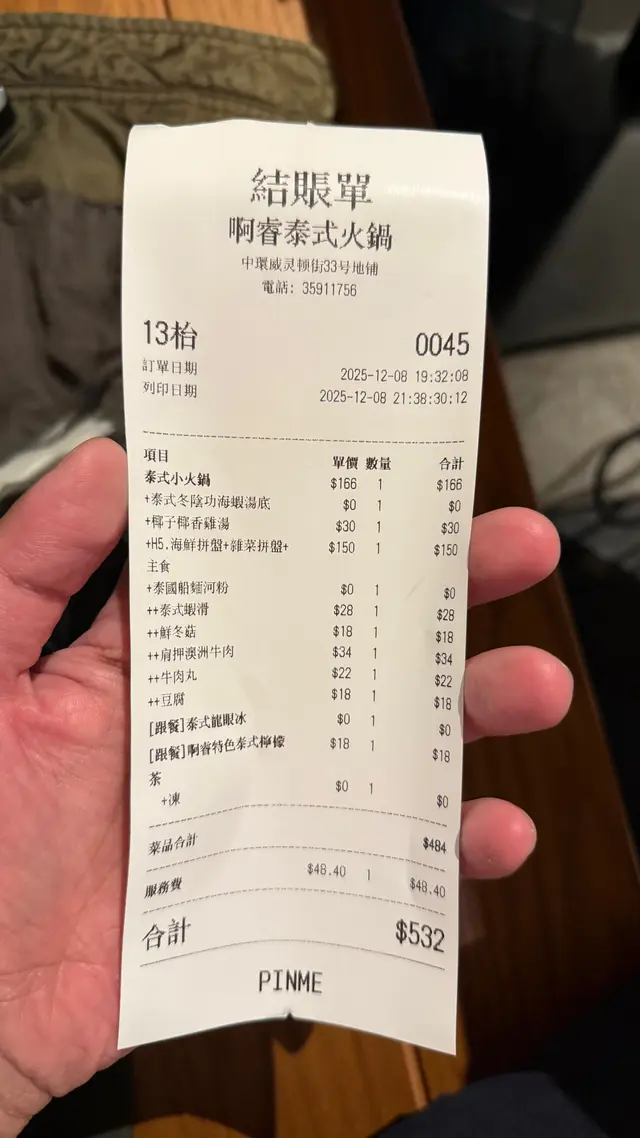 結賬單
啊睿泰式火鍋
中環威灵顿街33号地铺
電話: 35911756
13枱 0045
訂單日期 2025-12-08 19:32:08
列印日期 2025-12-08 21:38:30:12
項目 單價 數量 合計
泰式小火鍋 $166 1 $166
+泰式冬陰功海蝦湯底 $0 1 $0
+椰子椰香雞湯 $30 1 $30
+H5.海鮮拼盤+雜菜拼盤+ $150 1 $150
主食
+泰國船麵河粉 $0 1 $0
++泰式蝦滑 $28 1 $28
++鮮冬菇 $18 1 $18
++肩押澳洲牛肉 $34 1 $34
++牛肉丸 $22 1 $22
++豆腐 $18 1 $18
[跟餐]泰式龍眼冰 $0 1 $0
[跟餐]啊睿特色泰式檸檬 $18 1 $18
茶
+凍 $0 1 $0
菜品合計 $484
服務費 $48.40 1 $48.40
合計 $532
PINME